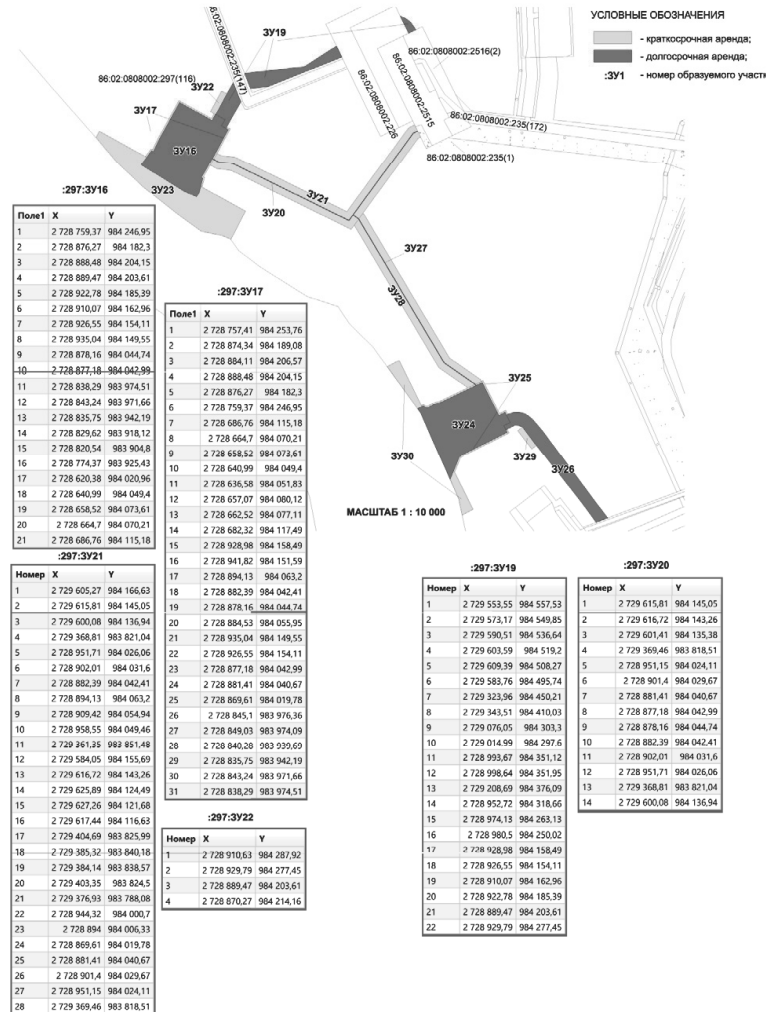 УСЛОВНЫЕ ОБОЗНАЧЕНИЯ
- краткосрочная аренда;
- долгосрочная аренда;
:ЗУ1 - номер образуемого участк
ЗУ19
86:02:0808002:2516(2)
86:02:0808002:235(147)
86:02:0808002:297(116)
ЗУ22
ЗУ17
86:02:0808002:226
86:02:0808002:2515
86:02:0808002:235(172)
ЗУ16
86:02:0808002:235(1)
ЗУ23
ЗУ21
ЗУ20
ЗУ27
ЗУ28
ЗУ25
ЗУ24
ЗУ30
ЗУ29
ЗУ26
МАСШТАБ 1 : 10 000
:297:ЗУ16
Поле1 X Y
1 2 728 759,37 984 246,95
2 2 728 876,27 984 182,3
3 2 728 888,48 984 204,15
4 2 728 889,47 984 203,61
5 2 728 922,78 984 185,39
6 2 728 910,07 984 162,96
7 2 728 926,55 984 154,11
8 2 728 935,04 984 149,55
9 2 728 878,16 984 044,74
10 2 728 877,18 984 042,99
11 2 728 838,29 983 974,51
12 2 728 843,24 983 971,66
13 2 728 835,75 983 942,19
14 2 728 829,62 983 918,12
15 2 728 820,54 983 904,8
16 2 728 774,37 983 925,43
17 2 728 620,38 984 020,96
18 2 728 640,99 984 049,4
19 2 728 658,52 984 073,61
20 2 728 664,7 984 070,21
21 2 728 686,76 984 115,18
:297:ЗУ17
Поле1 X Y
1 2 728 757,41 984 253,76
2 2 728 874,34 984 189,08
3 2 728 884,11 984 206,57
4 2 728 888,48 984 204,15
5 2 728 876,27 984 182,3
6 2 728 759,37 984 246,95
7 2 728 686,76 984 115,18
8 2 728 664,7 984 070,21
9 2 728 658,52 984 073,61
10 2 728 640,99 984 049,4
11 2 728 636,58 984 051,83
12 2 728 657,07 984 080,12
13 2 728 662,52 984 077,11
14 2 728 682,32 984 117,49
15 2 728 928,98 984 158,49
16 2 728 941,82 984 151,59
17 2 728 894,13 984 063,2
18 2 728 882,39 984 042,41
19 2 728 878,16 984 044,74
20 2 728 884,53 984 055,95
21 2 728 935,04 984 149,55
22 2 728 926,55 984 154,11
23 2 728 877,18 984 042,99
24 2 728 881,41 984 040,67
25 2 728 869,61 984 019,78
26 2 728 845,1 983 976,36
27 2 728 849,03 983 974,09
28 2 728 840,28 983 939,69
29 2 728 835,75 983 942,19
30 2 728 843,24 983 971,66
31 2 728 838,29 983 974,51
:297:ЗУ21
Номер X Y
1 2 729 605,27 984 166,63
2 2 729 615,81 984 145,05
3 2 729 600,08 984 136,94
4 2 729 368,81 983 821,04
5 2 728 951,71 984 026,06
6 2 728 902,01 984 031,6
7 2 728 882,39 984 042,41
8 2 728 894,13 984 063,2
9 2 728 909,42 984 054,94
10 2 728 958,55 984 049,46
11 2 729 361,35 983 851,48
12 2 729 584,05 984 155,69
13 2 729 616,72 984 143,26
14 2 729 625,89 984 124,49
15 2 729 627,26 984 121,68
16 2 729 617,44 984 116,63
17 2 729 404,69 983 825,99
18 2 729 385,32 983 840,18
19 2 729 384,14 983 838,57
20 2 729 403,35 983 824,5
21 2 729 376,93 983 788,08
22 2 728 944,32 984 000,7
23 2 728 894 984 006,33
24 2 728 869,61 984 019,78
25 2 728 881,41 984 040,67
26 2 728 901,4 984 029,67
27 2 728 951,15 984 024,11
28 2 729 369,46 983 818,51
:297:ЗУ22
Номер X Y
1 2 728 910,63 984 287,92
2 2 728 929,79 984 277,45
3 2 728 889,47 984 203,61
4 2 728 870,27 984 214,16
:297:ЗУ19
Номер X Y
1 2 729 553,55 984 557,53
2 2 729 573,17 984 549,85
3 2 729 590,51 984 536,64
4 2 729 603,59 984 519,2
5 2 729 609,39 984 508,27
6 2 729 583,76 984 495,74
7 2 729 323,96 984 450,21
8 2 729 343,51 984 410,03
9 2 729 076,05 984 303,3
10 2 729 014,99 984 297,6
11 2 728 993,67 984 351,12
12 2 728 998,64 984 351,95
13 2 729 208,69 984 376,09
14 2 728 952,72 984 318,66
15 2 728 974,13 984 263,13
16 2 728 980,5 984 250,02
17 2 728 928,98 984 158,49
18 2 728 926,55 984 154,11
19 2 728 910,07 984 162,96
20 2 728 922,78 984 185,39
21 2 728 889,47 984 203,61
22 2 728 929,79 984 277,45
:297:ЗУ20
Номер X Y
1 2 729 615,81 984 145,05
2 2 729 616,72 984 143,26
3 2 729 601,41 984 135,38
4 2 729 369,46 983 818,51
5 2 728 951,15 984 024,11
6 2 728 901,4 984 029,67
7 2 728 881,41 984 040,67
8 2 728 877,18 984 042,99
9 2 728 878,16 984 044,74
10 2 728 882,39 984 042,41
11 2 728 902,01 984 031,6
12 2 728 951,71 984 026,06
13 2 729 368,81 983 821,04
14 2 729 600,08 984 136,94